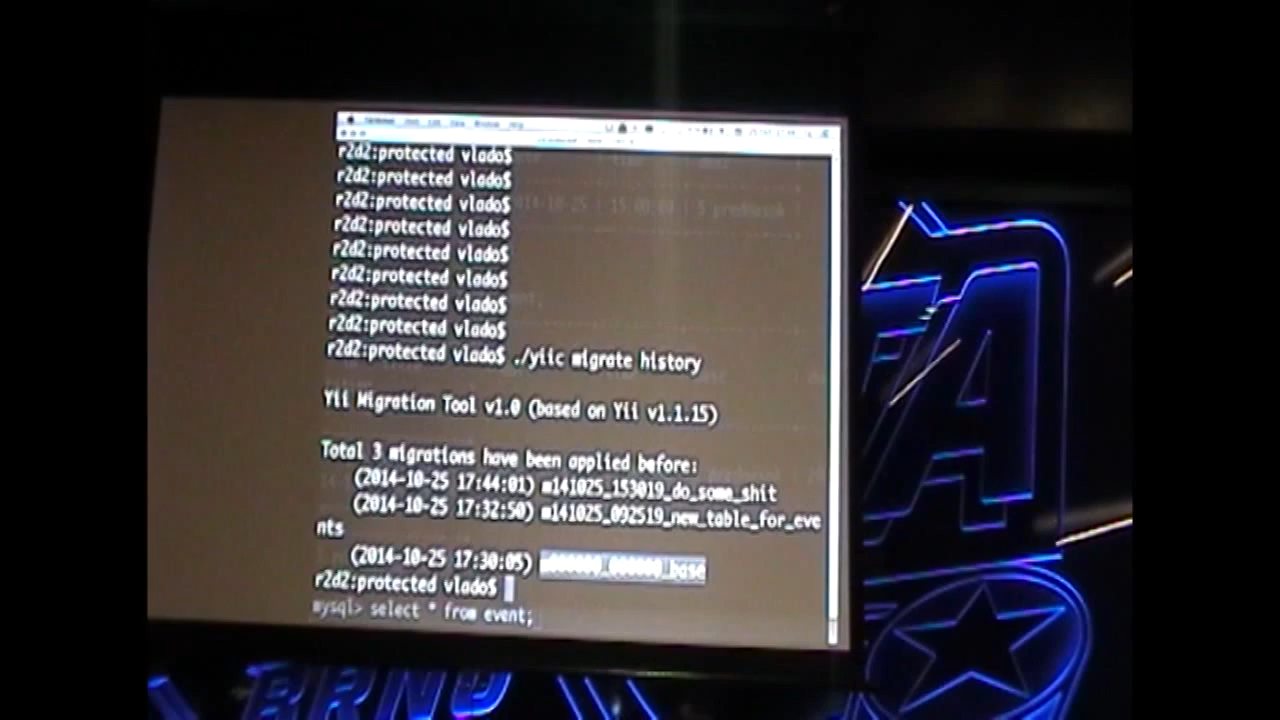 r2d2:protected vlado$
r2d2:protected vlado$
r2d2:protected vlado$
r2d2:protected vlado$
r2d2:protected vlado$
r2d2:protected vlado$
r2d2:protected vlado$
r2d2:protected vlado$
r2d2:protected vlado$ ./yiic migrate history
Yii Migration Tool v1.0 (based on Yii v1.1.15)
Total 3 migrations have been applied before:
(2014-10-25 17:44:01) m141025_153019_do_some_shit
(2014-10-25 17:32:50) m141025_092519_new_table_for_eve
nts
(2014-10-25 17:30:05) m000000_000000_base
r2d2:protected vlado$
mysql> select * from event;
BRNO